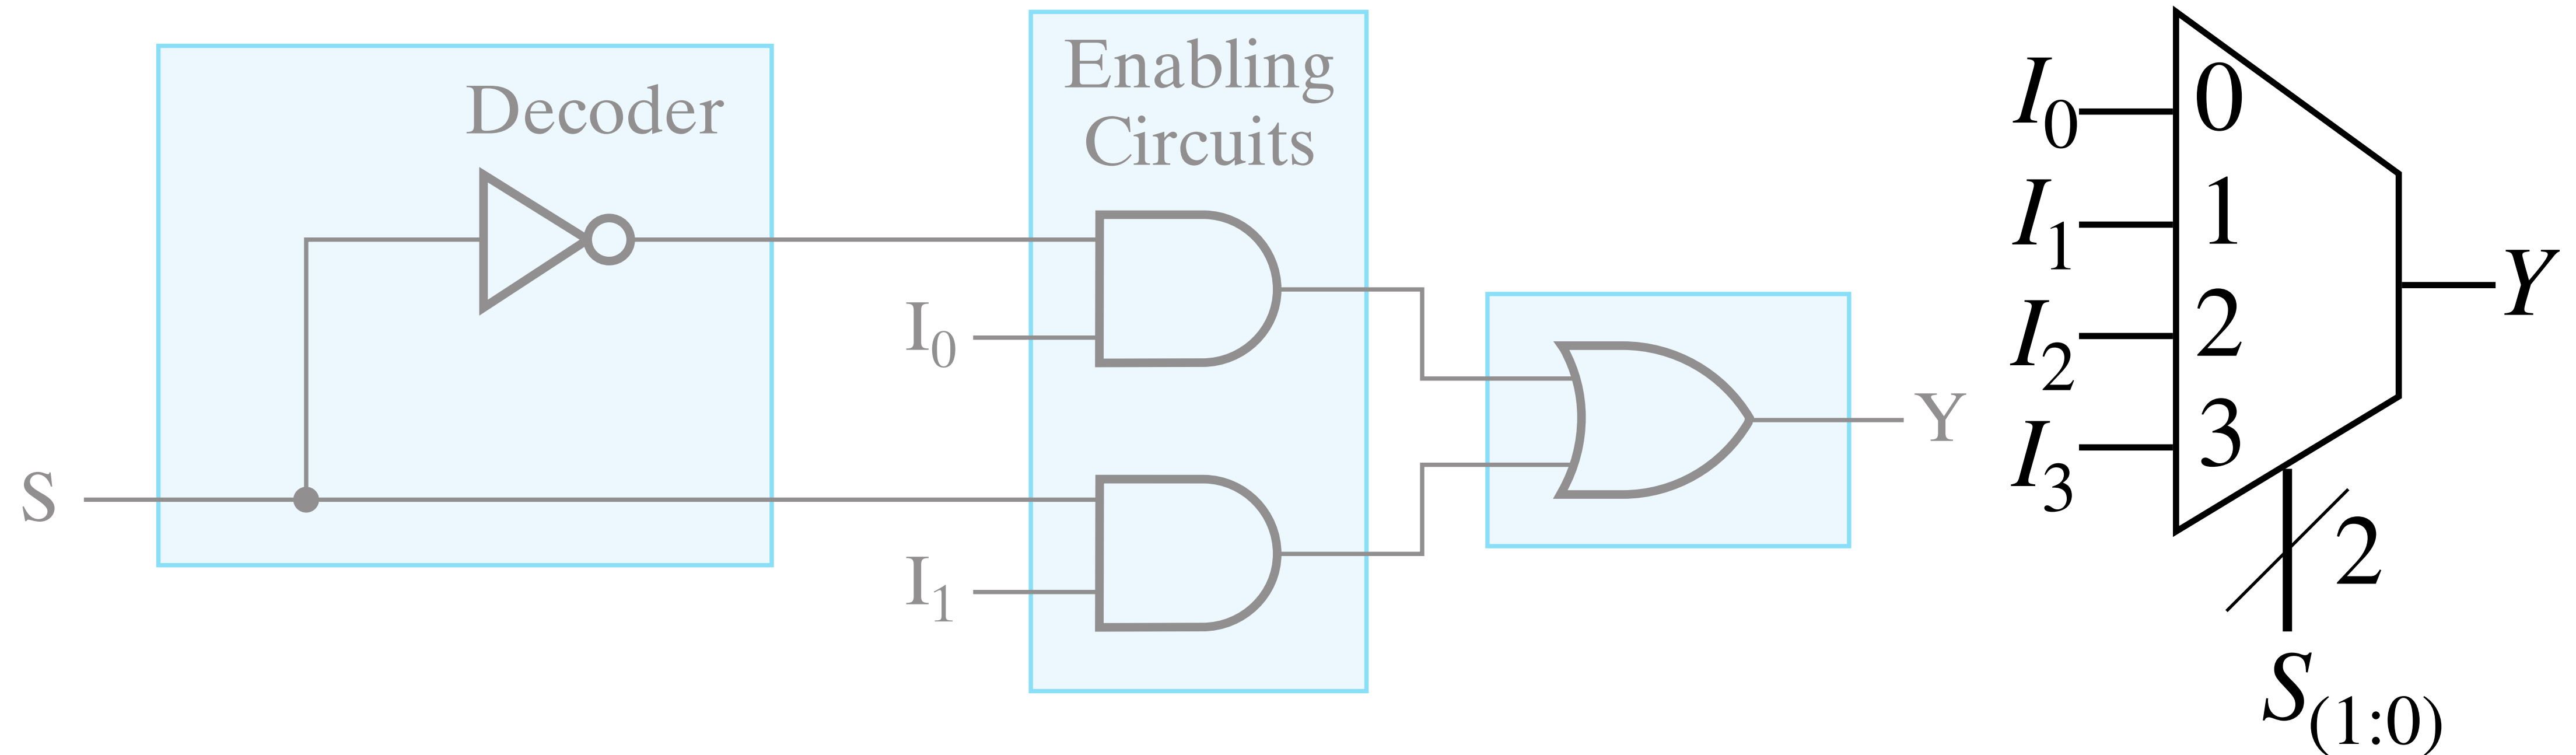 Decoder
Enabling
Circuits
I0
I1
S
Y
I0
I1
I2
I3
0
1
2
3
Y
2
S(1:0)